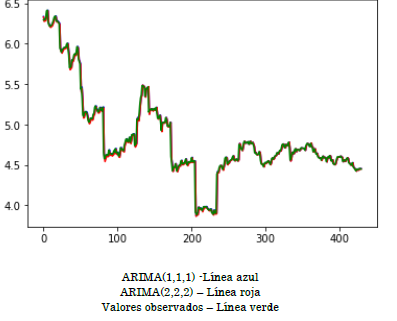 6.5
6.0
5.5
5.0
4.5
4.0
0 100 200 300 400
ARIMA(1,1,1) -Línea azul
ARIMA(2,2,2) – Línea roja
Valores observados – Línea verde